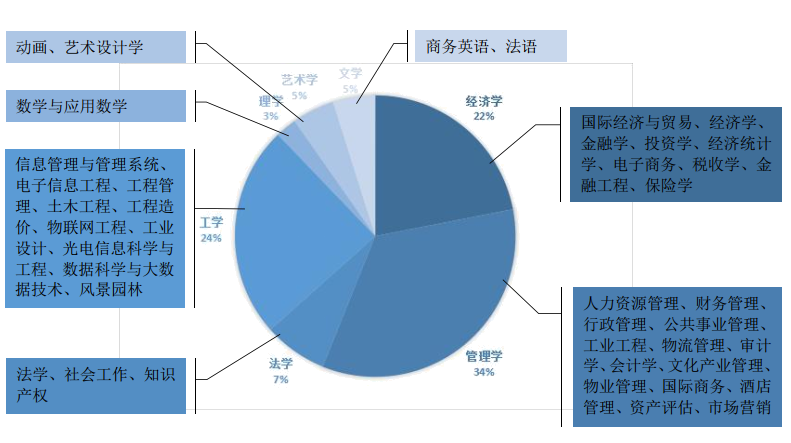 动画、艺术设计学
商务英语、法语
文学
5%
艺术学
5%
理学
3%
数学与应用数学
经济学
22%
国际经济与贸易、经济学、
金融学、投资学、经济统计
学、电子商务、税收学、金
融工程、保险学
信息管理与管理系统、
电子信息工程、工程管
理、土木工程、工程造
价、物联网工程、工业
设计、光电信息科学与
工程、数据科学与大数
据技术、风景园林
工学
24%
人力资源管理、财务管理、
行政管理、公共事业管理、
工业工程、物流管理、审计
学、会计学、文化产业管理、
物业管理、国际商务、酒店
管理、资产评估、市场营销
管理学
34%
法学
7%
法学、社会工作、知识
产权